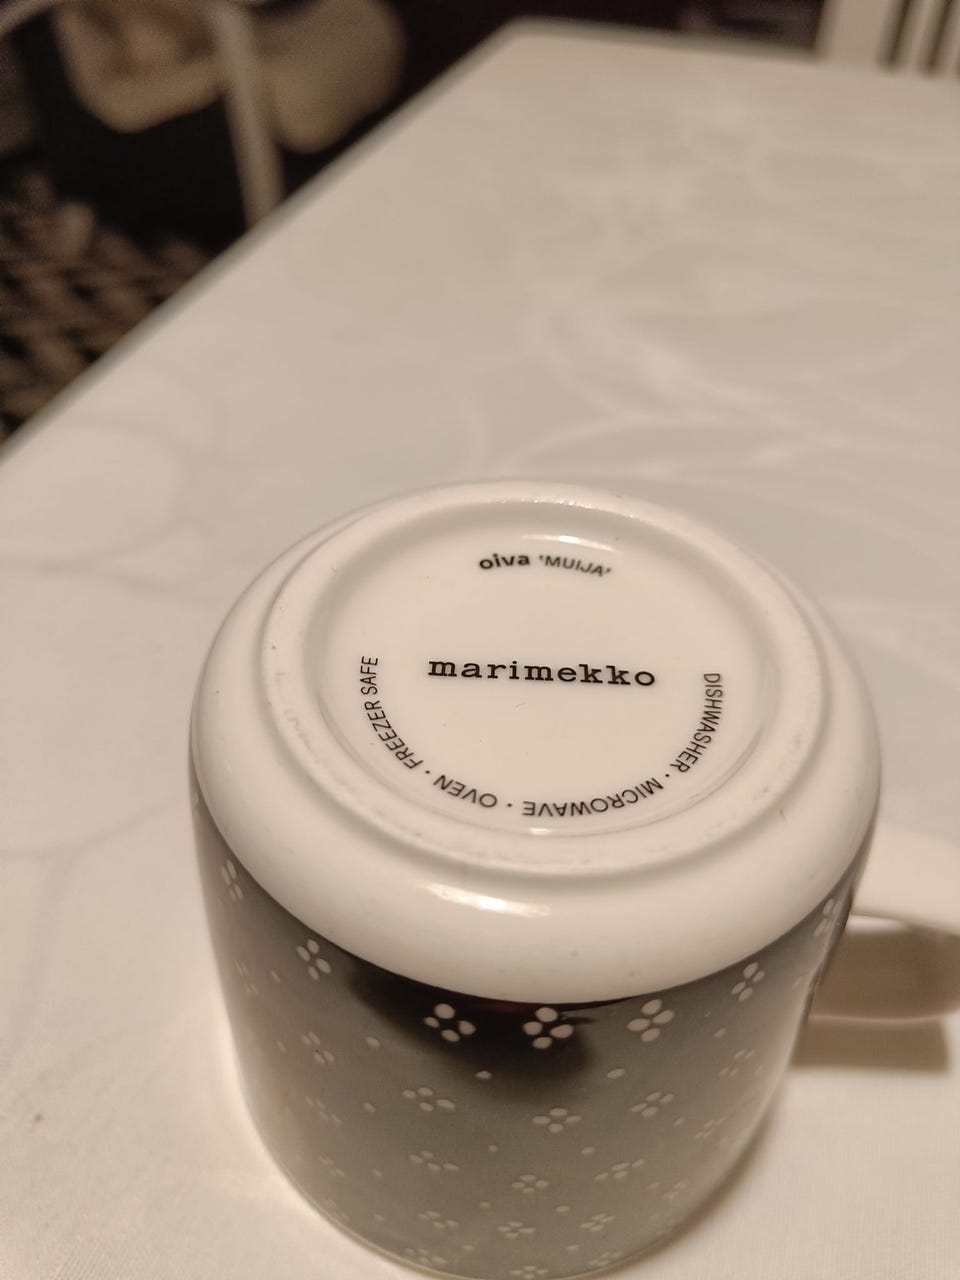 oiva 'MUIJA'
marimekko
DISHWASHER · MICROWAVE · OVEN · FREEZER SAFE